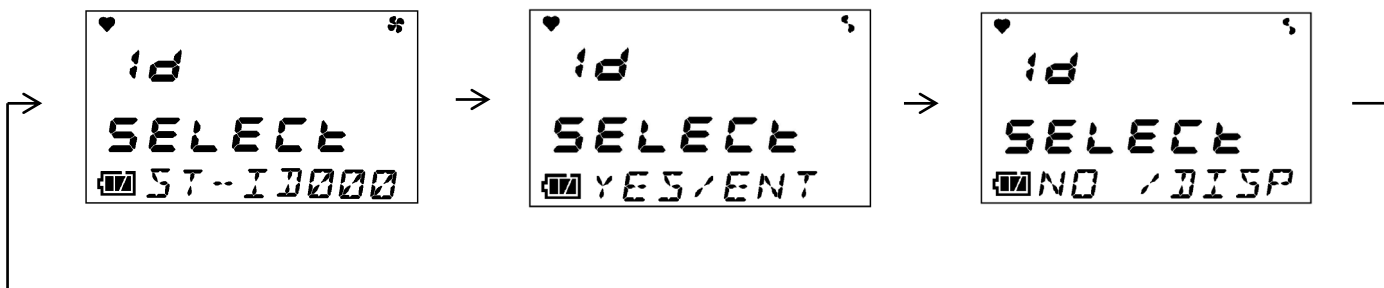 Id
SELECt
ST--ID000
Id
SELECt
YES/ENT
Id
SELECt
NO /DISP